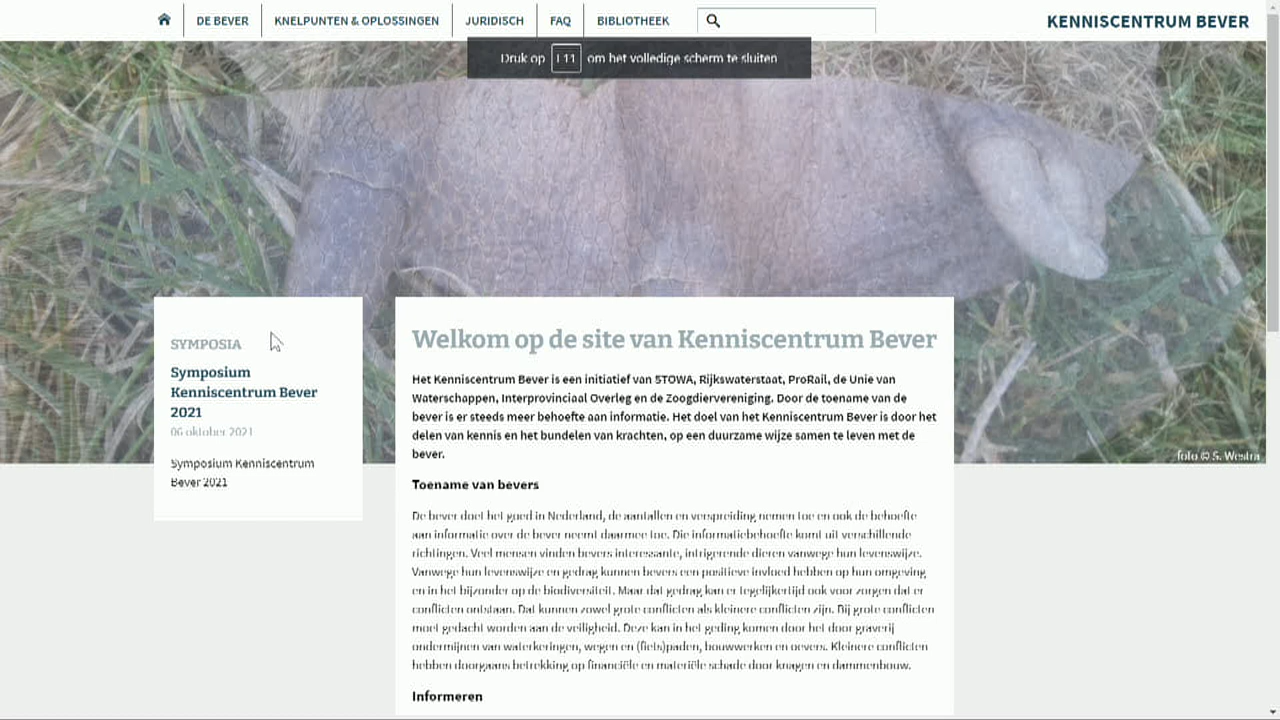 DE BEVER
KNELPUNTEN & OPLOSSINGEN
JURIDISCH
FAQ
BIBLIOTHEEK
KENNISCENTRUM BEVER
Druk op F11 om het volledige scherm te sluiten
SYMPOSIA
Symposium
Kenniscentrum Bever
2021
06 oktober 2021
Symposium Kenniscentrum
Bever 2021
Welkom op de site van Kenniscentrum Bever
Het Kenniscentrum Bever is een initiatief van STOWA, Rijkswaterstaat, ProRail, de Unie van
Waterschappen, Interprovinciaal Overleg en de Zoogdiervereniging. Door de toename van de
bever is er steeds meer behoefte aan informatie. Het doel van het Kenniscentrum Bever is door het
delen van kennis en het bundelen van krachten, op een duurzame wijze samen te leven met de
bever.
Toename van bevers
De bever doet het goed in Nederland, de aantallen en verspreiding nemen toe en ook de behoefte
aan informatie over de bever neemt daarmee toe. Die informatiebehoefte komt uit verschillende
richtingen. Veel mensen vinden bevers interessante, intrigerende dieren vanwege hun levenswijze.
Vanwege hun levenswijze en gedrag kunnen bevers een positieve invloed hebben op hun omgeving
en in het bijzonder op de biodiversiteit. Maar dat gedrag kan er tegelijkertijd ook voor zorgen dat er
conflicten ontstaan. Dat kunnen zowel grote conflicten als kleinere conflicten zijn. Bij grote conflicten
moet gedacht worden aan de veiligheid. Deze kan in het geding komen door het door graverij
ondermijnen van waterkeringen, wegen en (fiets)paden, bouwwerken en oevers. Kleinere conflicten
hebben doorgaans betrekking op financiële en materiële schade door knagen en dammenbouw.
Informeren
foto © S. Westra